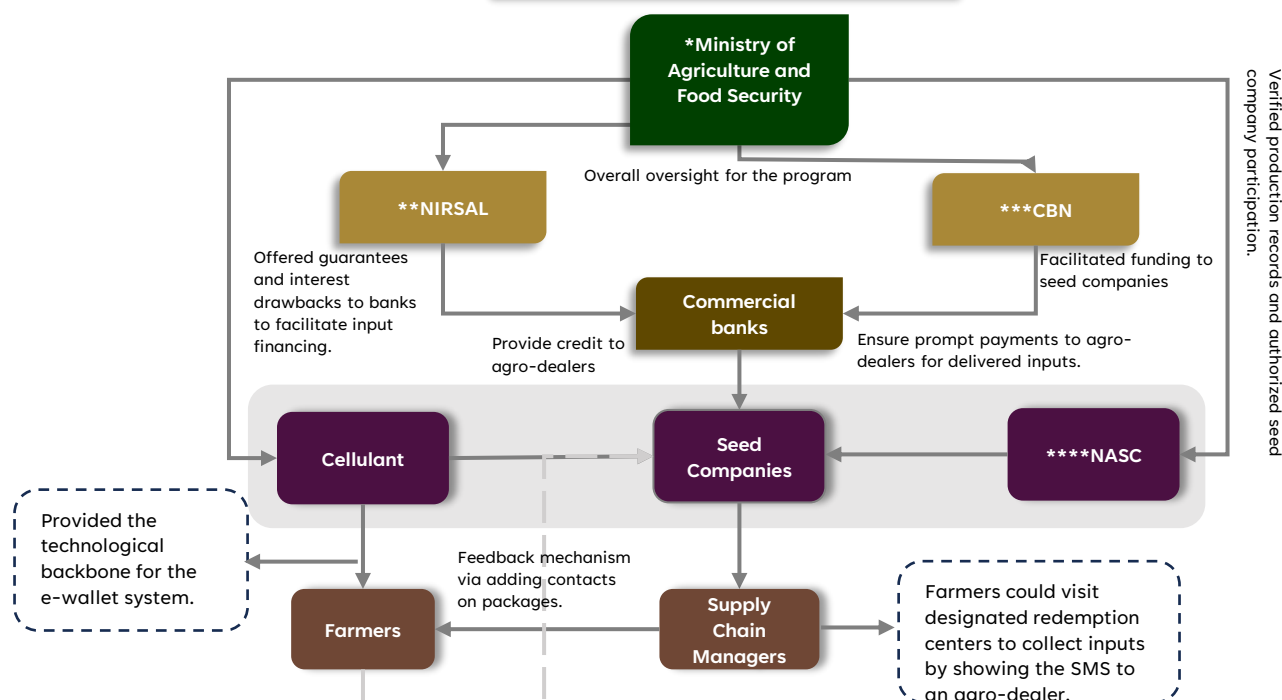 *Ministry of
Agriculture and
Food Security
Verified production records and authorized seed
company participation.
Overall oversight for the program
**NIRSAL
***CBN
Offered guarantees
and interest
drawbacks to banks
to facilitate input
financing.
Facilitated funding to
seed companies
Commercial
banks
Provide credit to
agro-dealers
Ensure prompt payments to agro-
dealers for delivered inputs.
Cellulant
Seed
Companies
****NASC
Provided the
technological
backbone for the
e-wallet system.
Feedback mechanism
via adding contacts
on packages.
Farmers
Supply
Chain
Managers
Farmers could visit
designated redemption
centers to collect inputs
by showing the SMS to
an agro-dealer.